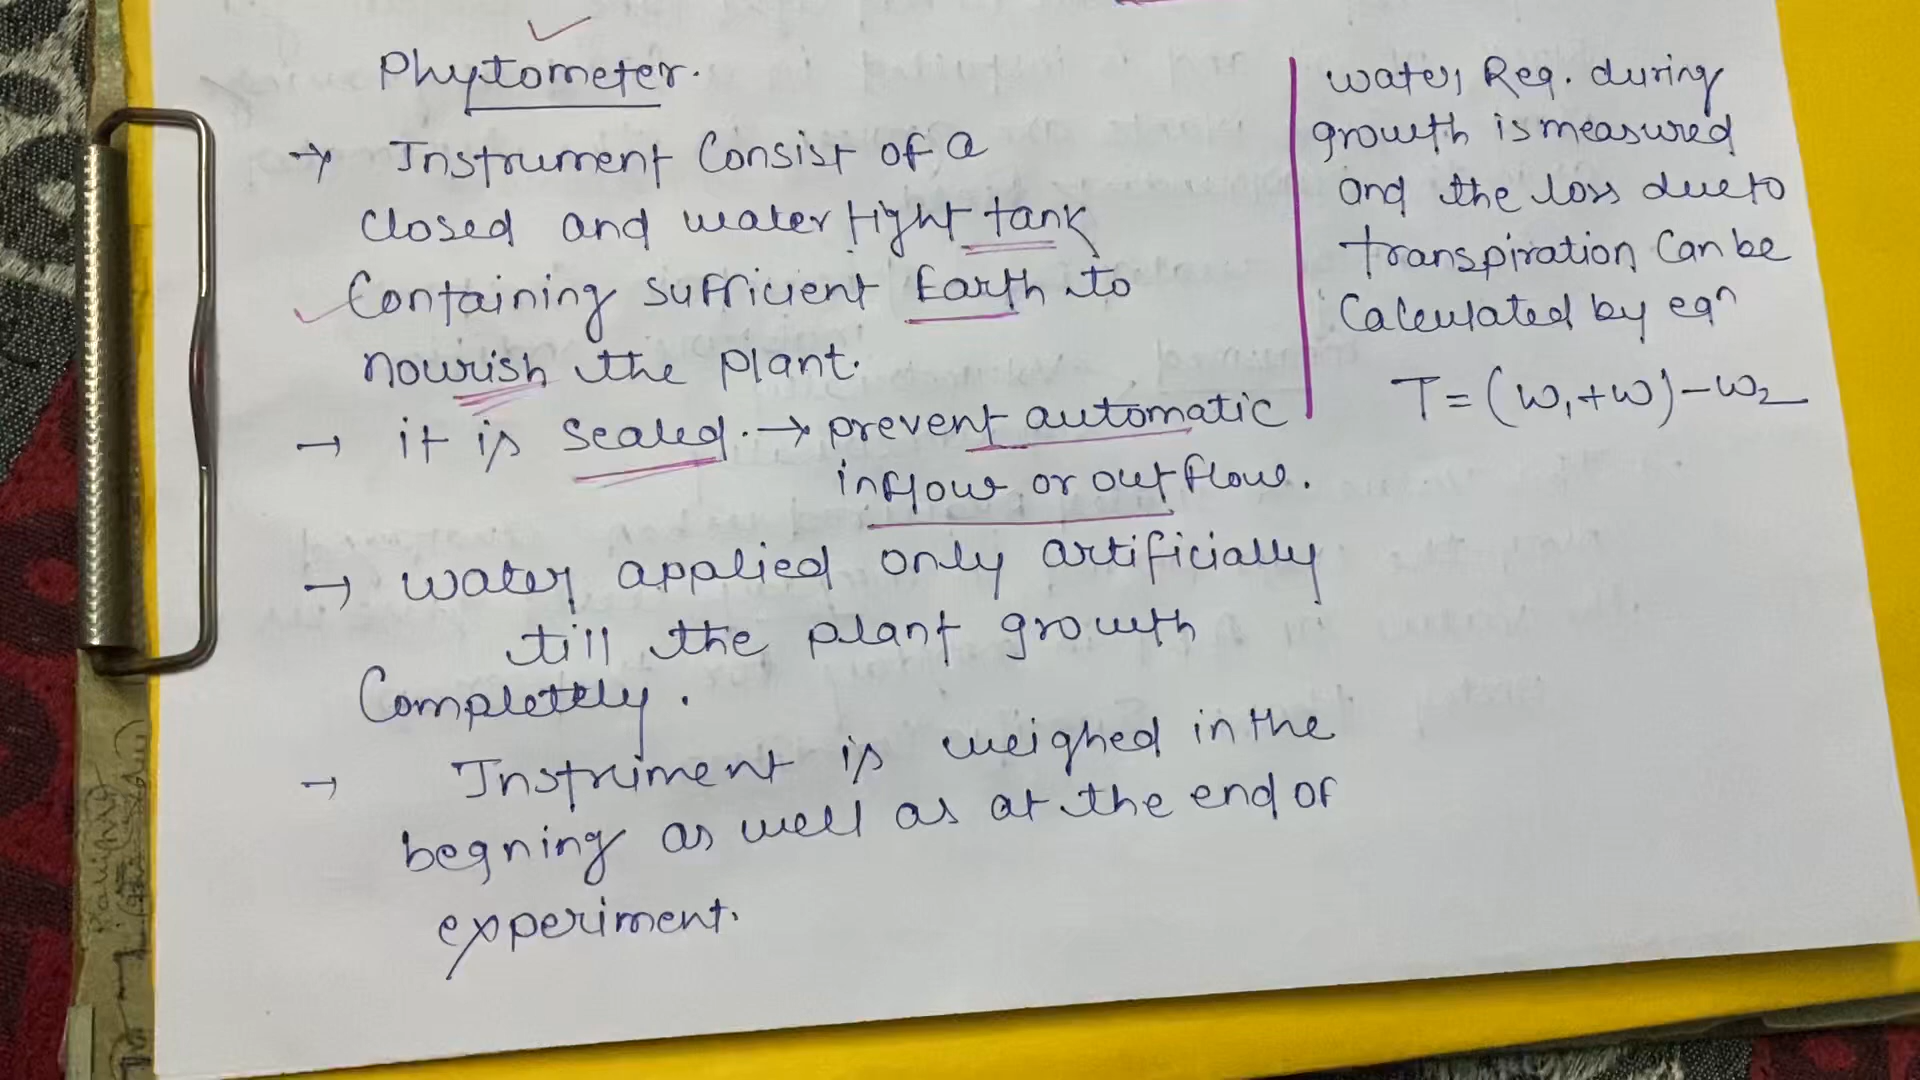 Phytometer.
→ Instrument Consist of a
closed and water tight tank
Containing sufficient Earth to
nourish the plant.
→ it is sealed. → prevent automatic
inflow or outflow.
→ water applied only artificially
till the plant growth
Completely.
→ Instrument is weighed in the
begning as well as at the end of
experiment.
water Req. during
growth is measured
and the loss due to
transpiration Can be
Calculated by eqⁿ
T = (w₁+w) - w₂